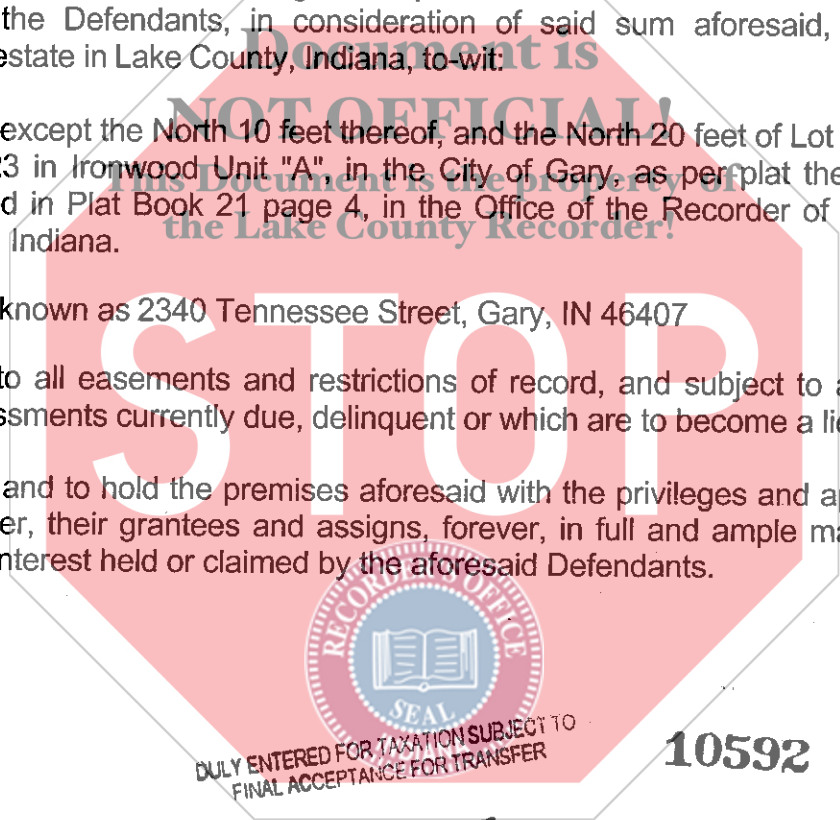 the Defendants, in consideration of said sum aforesaid,
estate in Lake County, Indiana, to-wit:
Document is
NOT OFFICIAL!
This Document is the property of
the Lake County Recorder!
except the North 10 feet thereof, and the North 20 feet of Lot
23 in Ironwood Unit "A", in the City of Gary, as per plat the
d in Plat Book 21 page 4, in the Office of the Recorder of
Indiana.
known as 2340 Tennessee Street, Gary, IN 46407
STOP
to all easements and restrictions of record, and subject to a
ssments currently due, delinquent or which are to become a lie
and to hold the premises aforesaid with the privileges and a
er, their grantees and assigns, forever, in full and ample ma
nterest held or claimed by the aforesaid Defendants.
RECORDER'S OFFICE
SEAL
INDIANA
DULY ENTERED FOR TAXATION SUBJECT TO
FINAL ACCEPTANCE FOR TRANSFER
10592